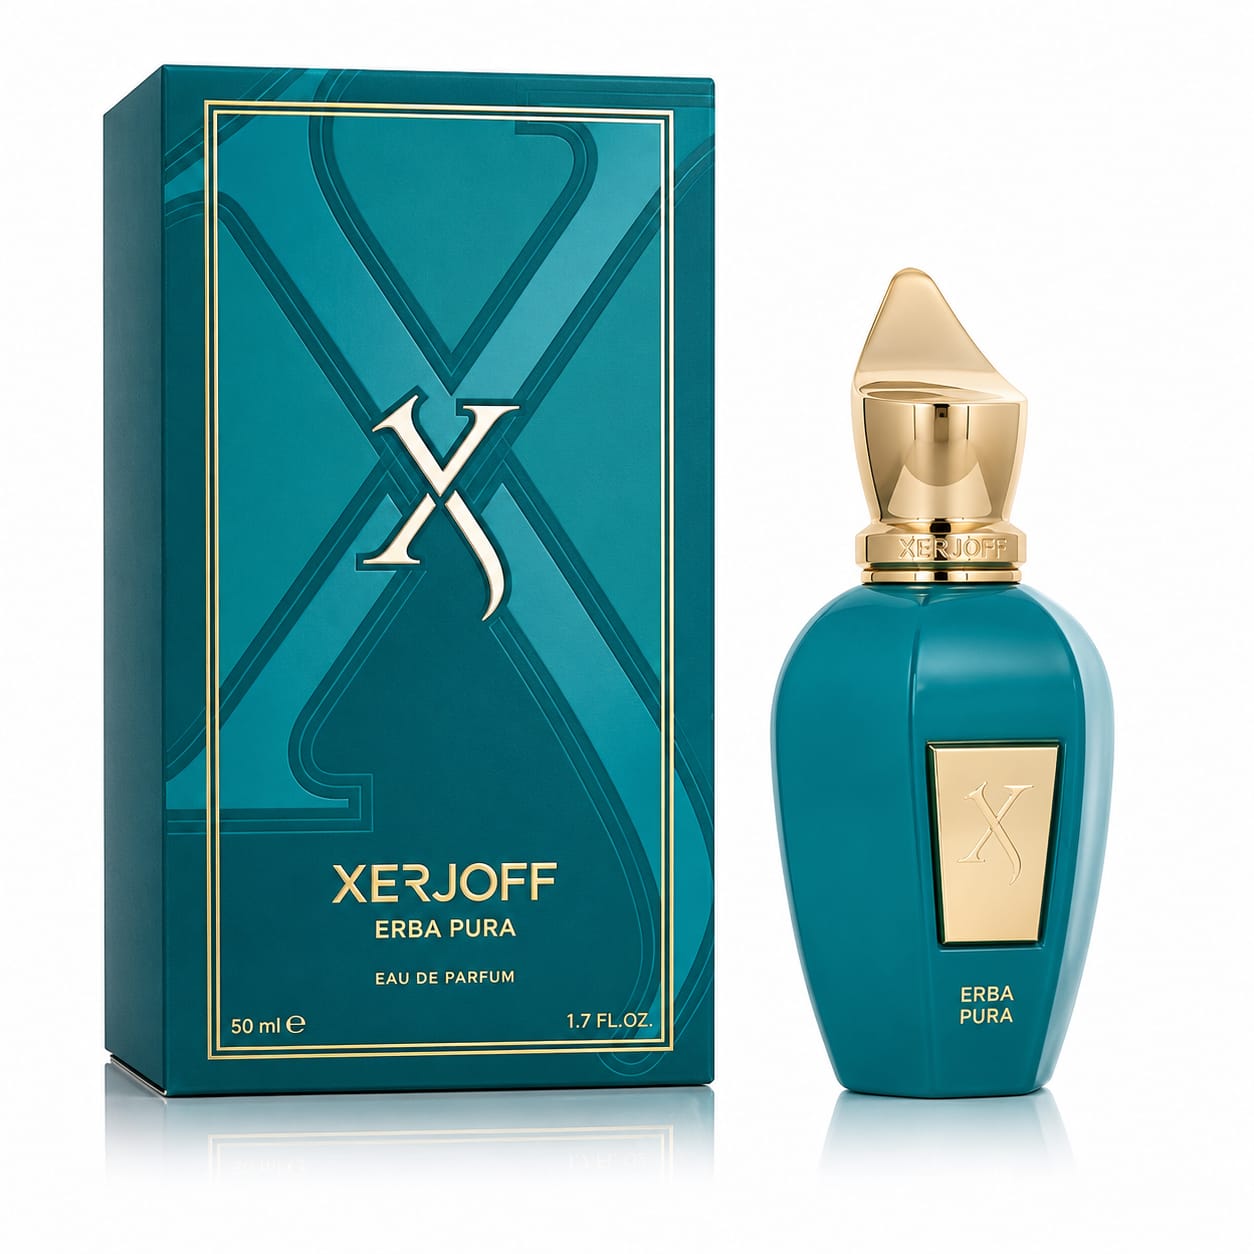 X
XERJOFF
ERBA PURA
EAU DE PARFUM
50 ml ℮
1.7 FL.OZ.
XERJOFF
X
ERBA
PURA